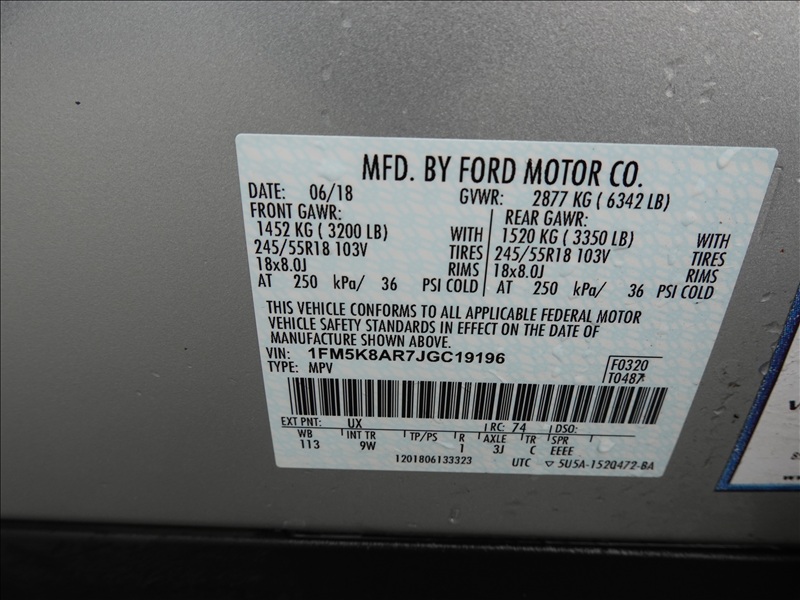 MFD. BY FORD MOTOR CO.
DATE: 06/18 GVWR: 2877 KG ( 6342 LB)
FRONT GAWR: REAR GAWR:
1452 KG ( 3200 LB) WITH 1520 KG ( 3350 LB) WITH
245/55R18 103V TIRES 245/55R18 103V TIRES
18x8.0J RIMS 18x8.0J RIMS
AT 250 kPa/ 36 PSI COLD AT 250 kPa/ 36 PSI COLD
THIS VEHICLE CONFORMS TO ALL APPLICABLE FEDERAL MOTOR
VEHICLE SAFETY STANDARDS IN EFFECT ON THE DATE OF
MANUFACTURE SHOWN ABOVE.
VIN: 1FM5K8AR7JGC19196 F0320
TYPE: MPV T0487
EXT PNT: UX RC: 74 DSO:
WB INT TR TP/PS R AXLE TR SPR
113 9W 1 3J C EEEE
1201806133323 UTC ▽ 5U5A-1520472-BA